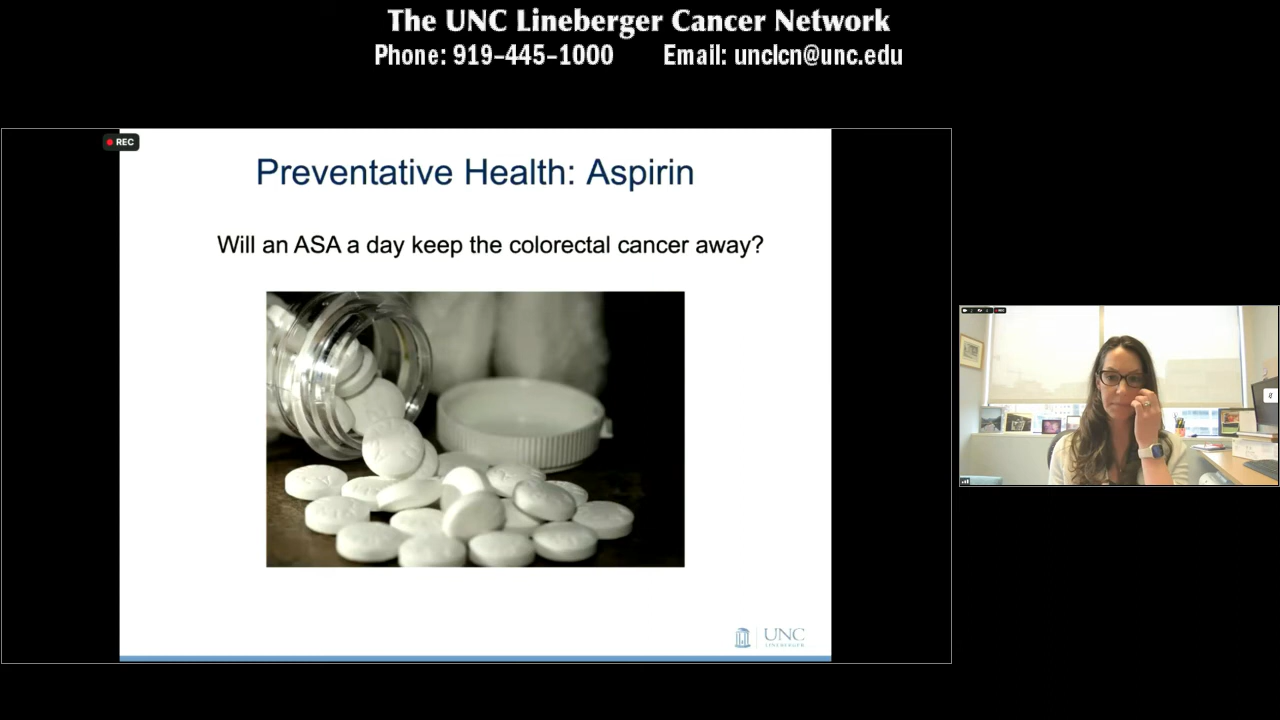 The UNC Lineberger Cancer Network
Phone: 919-445-1000 Email: unclcn@unc.edu
REC
Preventative Health: Aspirin
Will an ASA a day keep the colorectal cancer away?
UNC
LINEBERGER